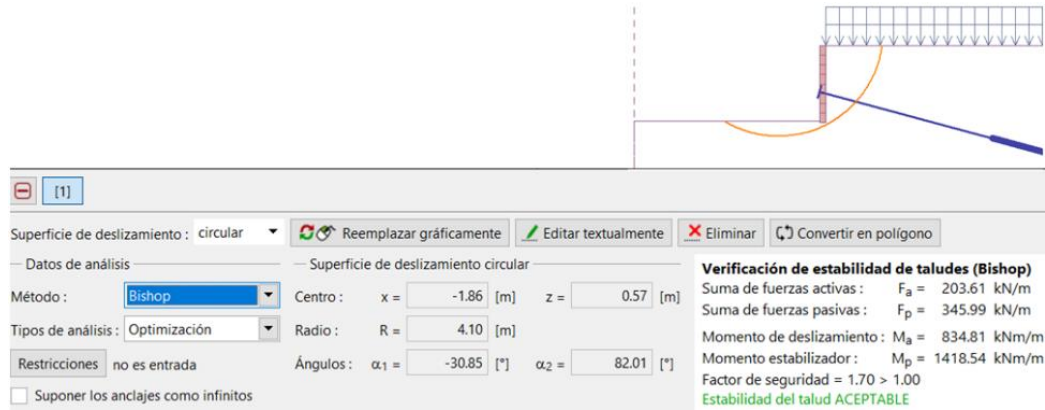 [1]
Superficie de deslizamiento : circular Reemplazar gráficamente Editar textualmente Eliminar Convertir en polígono
Datos de análisis
Método : Bishop
Tipos de análisis : Optimización
Restricciones no es entrada
Suponer los anclajes como infinitos
Superficie de deslizamiento circular
Centro : x = -1.86 [m] z = 0.57 [m]
Radio : R = 4.10 [m]
Ángulos : α1 = -30.85 [°] α2 = 82.01 [°]
Verificación de estabilidad de taludes (Bishop)
Suma de fuerzas activas : Fa = 203.61 kN/m
Suma de fuerzas pasivas : Fp = 345.99 kN/m
Momento de deslizamiento : Ma = 834.81 kNm/m
Momento estabilizador : Mp = 1418.54 kNm/m
Factor de seguridad = 1.70 > 1.00
Estabilidad del talud ACEPTABLE